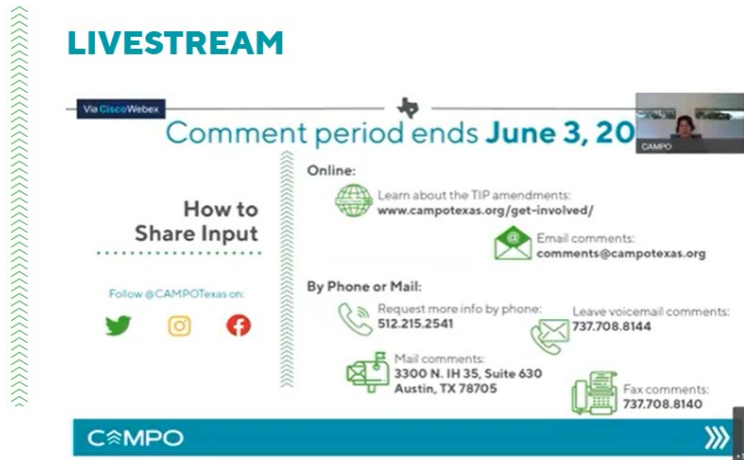 LIVESTREAM
Via Cisco Webex
Comment period ends June 3, 20
CAMPO
How to
Share Input
Follow @CAMPOTexas on:
Online:
Learn about the TIP amendments:
www.campotexas.org/get-involved/
Email comments:
comments@campotexas.org
By Phone or Mail:
Request more info by phone:
512.215.2541
Leave voicemail comments:
737.708.8144
Mail comments:
3300 N. IH 35, Suite 630
Austin, TX 78705
Fax comments:
737.708.8140
CAMPO